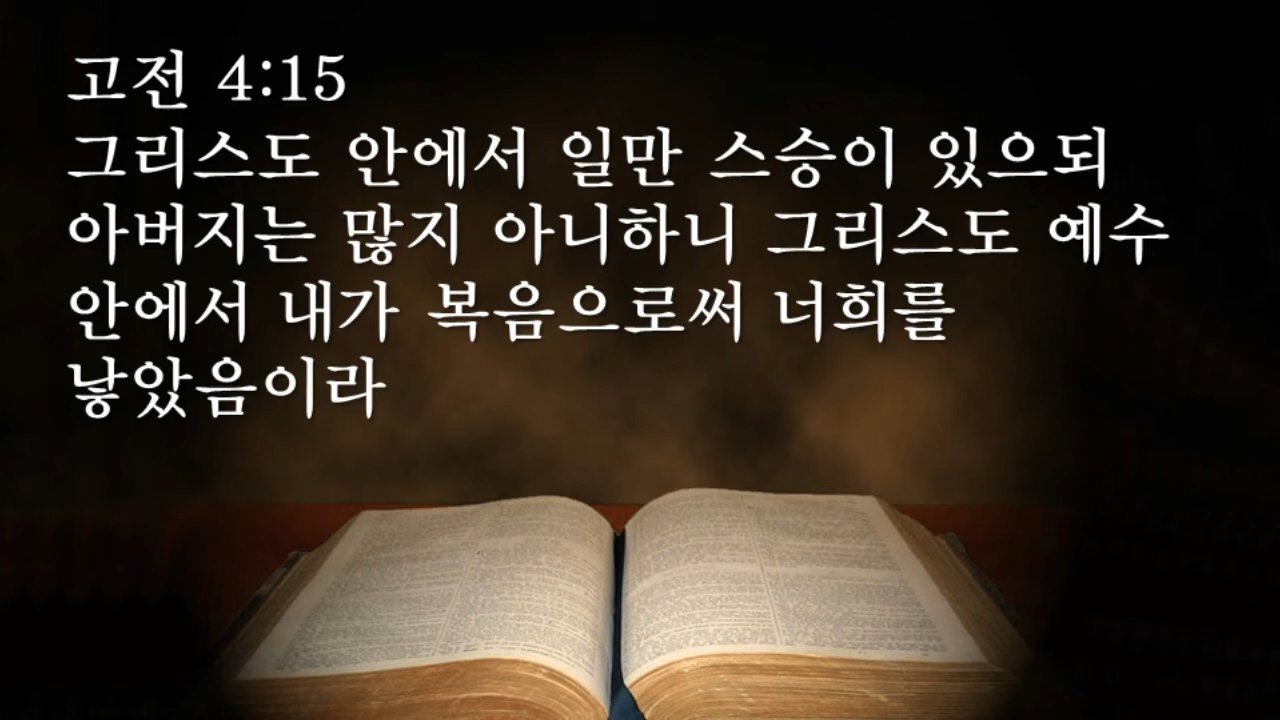 고전 4:15
그리스도 안에서 일만 스승이 있으되
아버지는 많지 아니하니 그리스도 예수
안에서 내가 복음으로써 너희를
낳았음이라